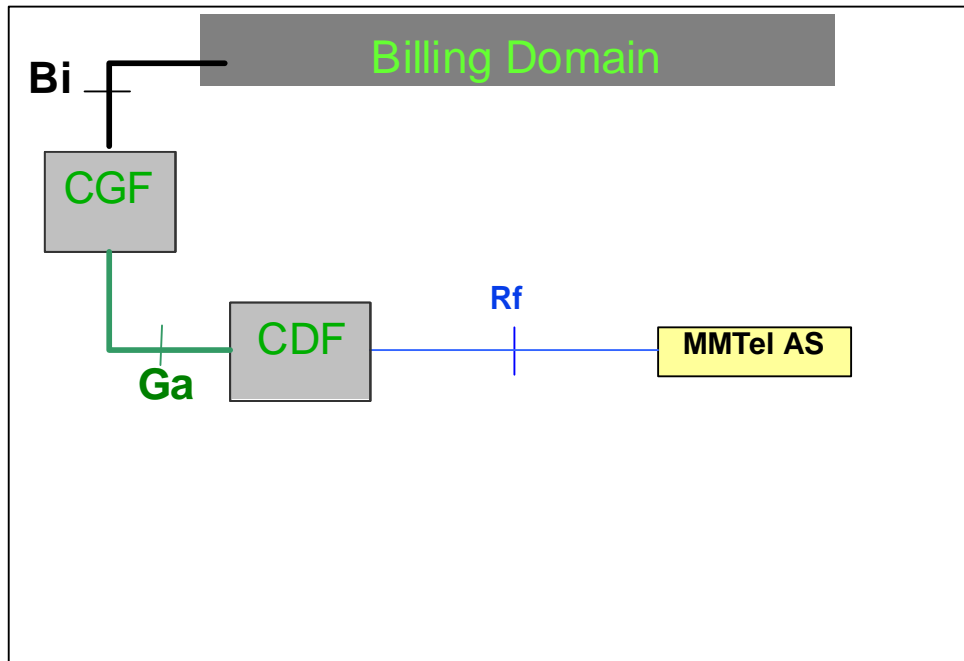 Billing Domain
Bi
CGF
Rf
CDF
MMTel AS
Ga